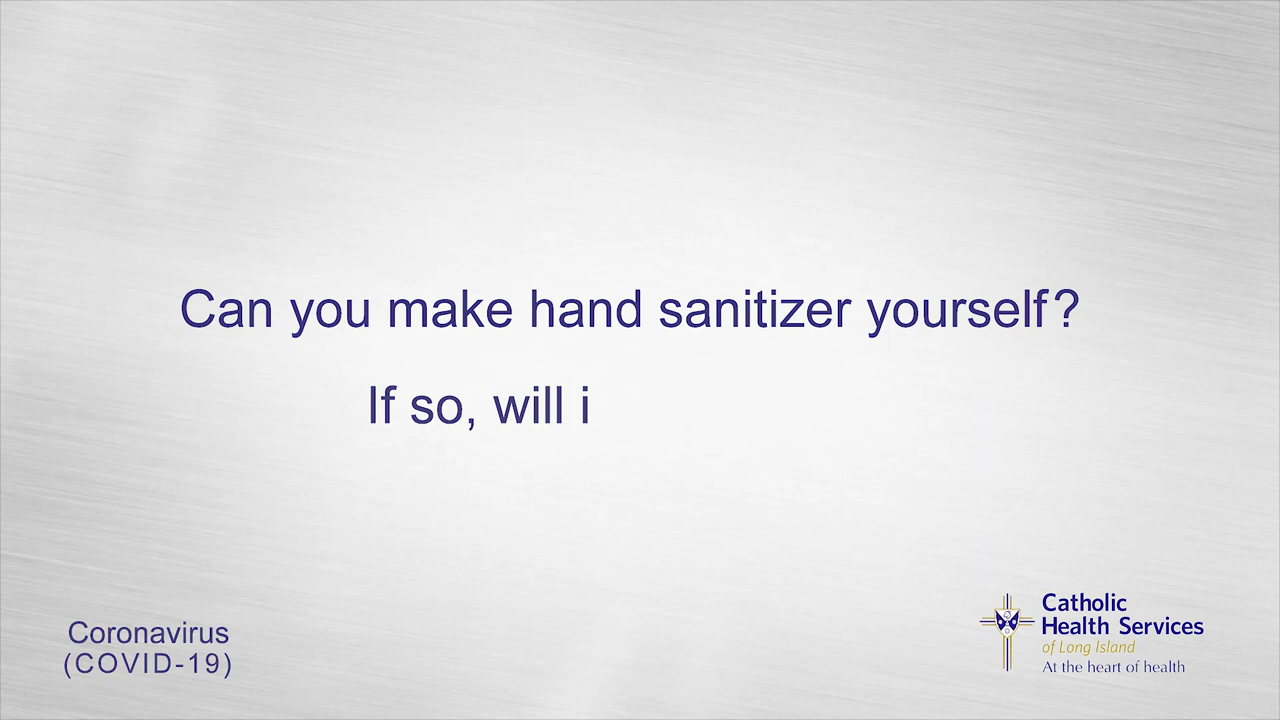 Can you make hand sanitizer yourself?
If so, will i
Coronavirus
(COVID-19)
Catholic
Health Services
of Long Island
At the heart of health